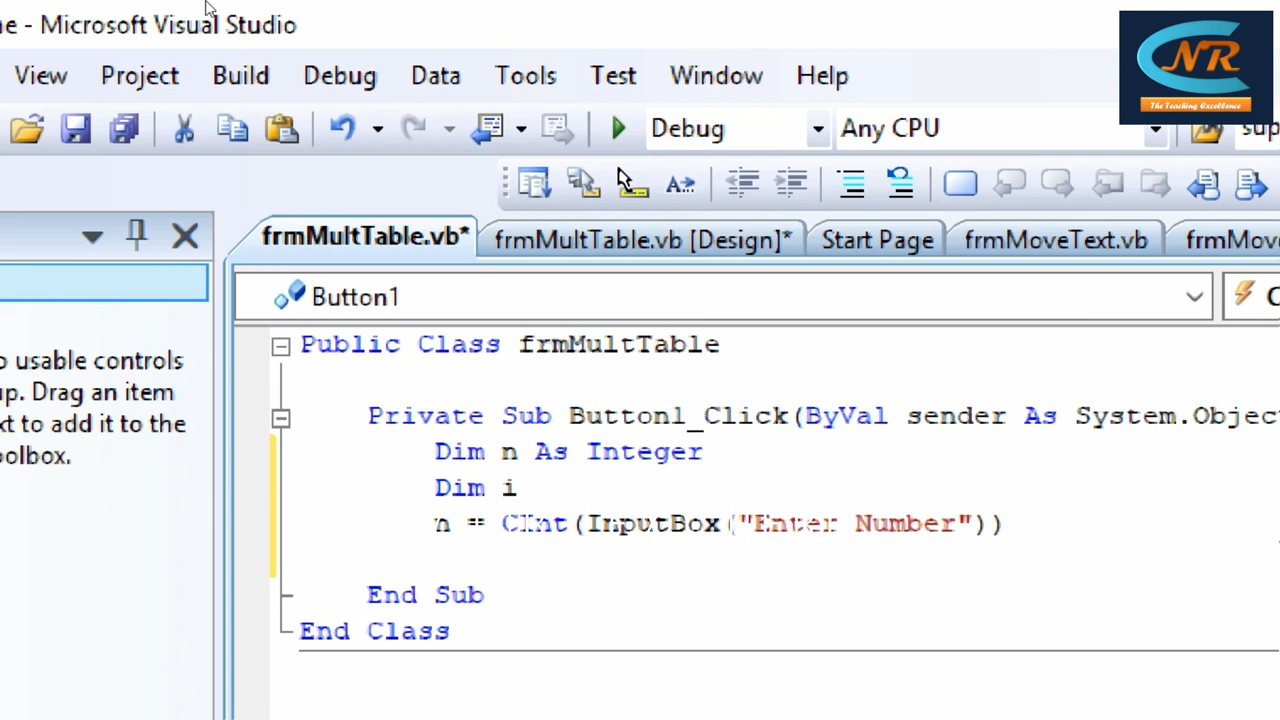 e - Microsoft Visual Studio
NR
The Teaching Excellence
View Project Build Debug Data Tools Test Window Help
Debug Any CPU sup
frmMultTable.vb* frmMultTable.vb [Design]* Start Page frmMoveText.vb frmMov
Button1 C
o usable controls
up. Drag an item
xt to add it to the
oolbox.
Public Class frmMultTable
Private Sub Button1_Click(ByVal sender As System.Objec
Dim n As Integer
Dim i
n = CInt(InputBox("Enter Number"))
End Sub
End Class